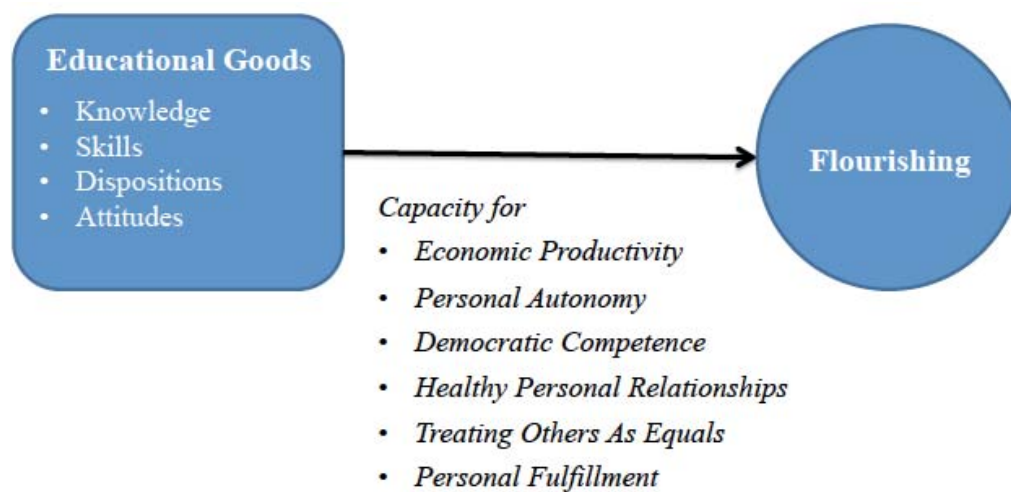 Educational Goods
• Knowledge
• Skills
• Dispositions
• Attitudes
Flourishing
Capacity for
• Economic Productivity
• Personal Autonomy
• Democratic Competence
• Healthy Personal Relationships
• Treating Others As Equals
• Personal Fulfillment